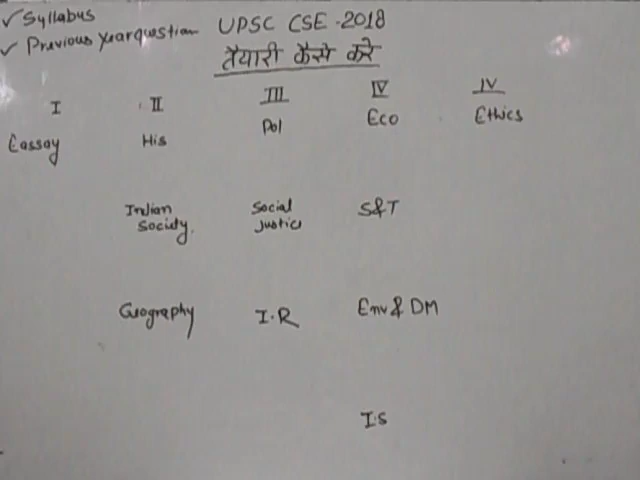 ✓ Syllabus
✓ Previous year question
UPSC CSE - 2018
तैयारी कैसे करे
I II III IV IV
Eassay His Pol Eco Ethics
Indian Society Social Justice S&T
Geography I.R Env & DM
I.S